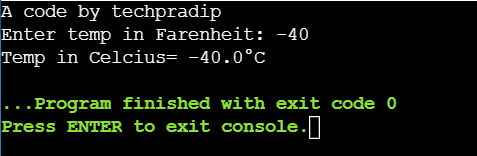 A code by techpradip
Enter temp in Farenheit: -40
Temp in Celcius= -40.0°C
...Program finished with exit code 0
Press ENTER to exit console.